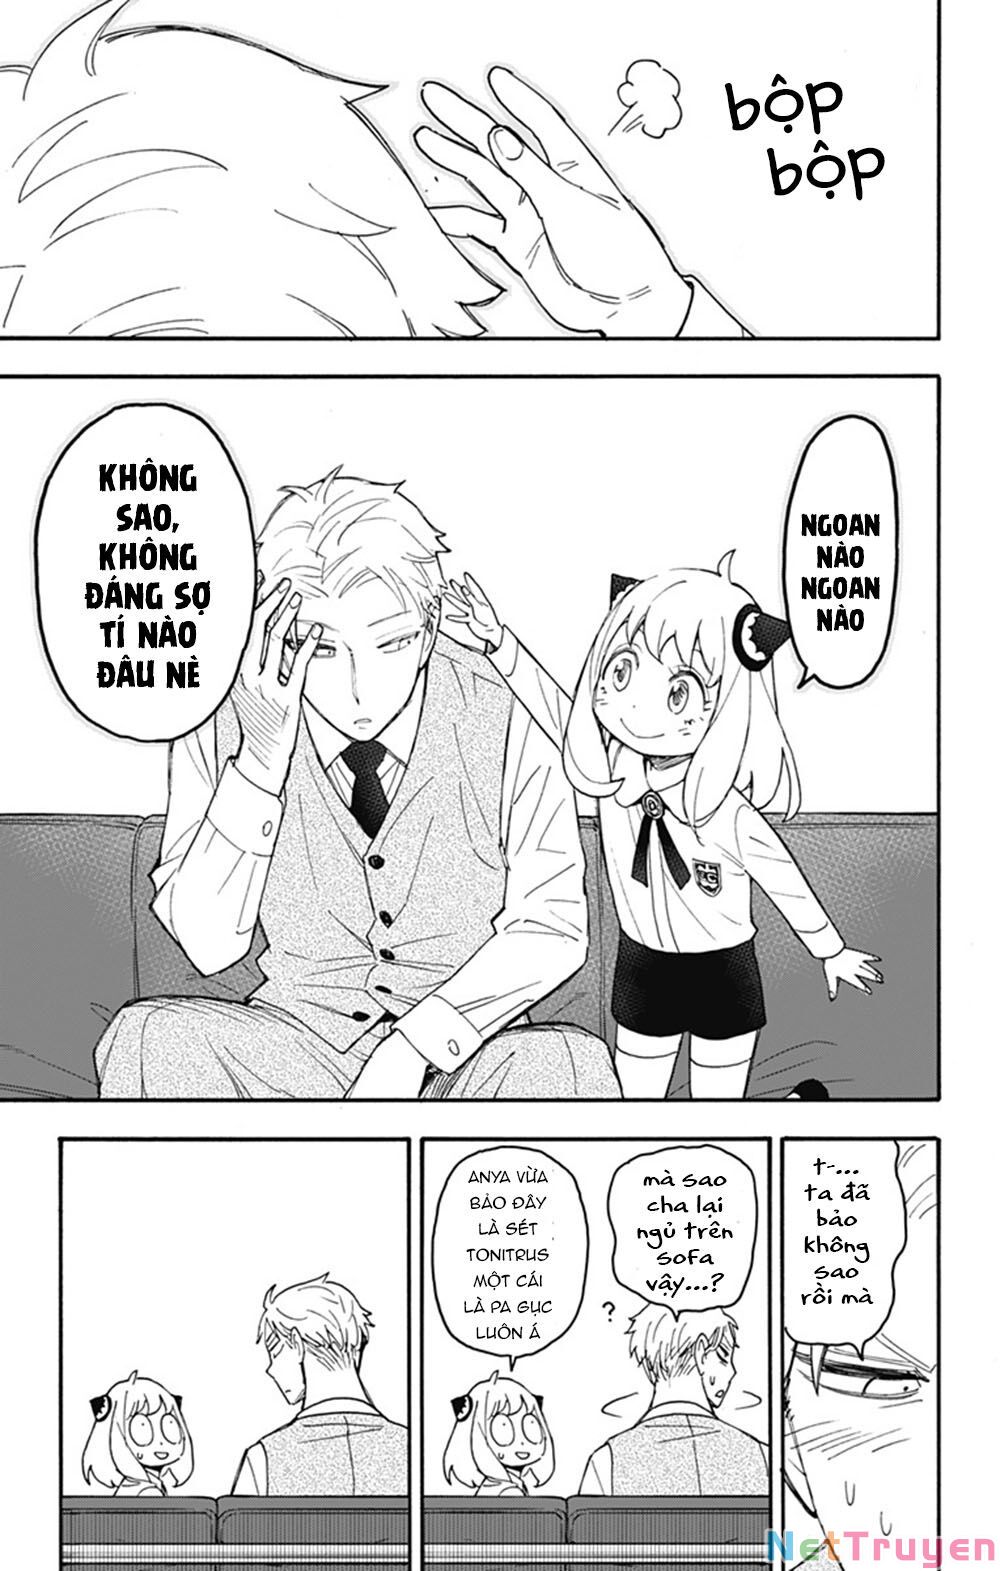 bộp
bộp
NGOAN
NÀO
NGOAN
NÀO
KHÔNG
SAO,
KHÔNG
ĐÁNG SỢ
TÍ NÀO
ĐÂU NÈ
t-...
ta đã
bảo
không
sao
rồi mà
mà sao
cha lại
ngủ trên
sofa
vậy...?
?
ANYA VỪA
BẢO ĐÂY
LÀ SÉT
TONITRUS
MỘT CÁI
LÀ PA GỤC
LUÔN Á
NetTruyen